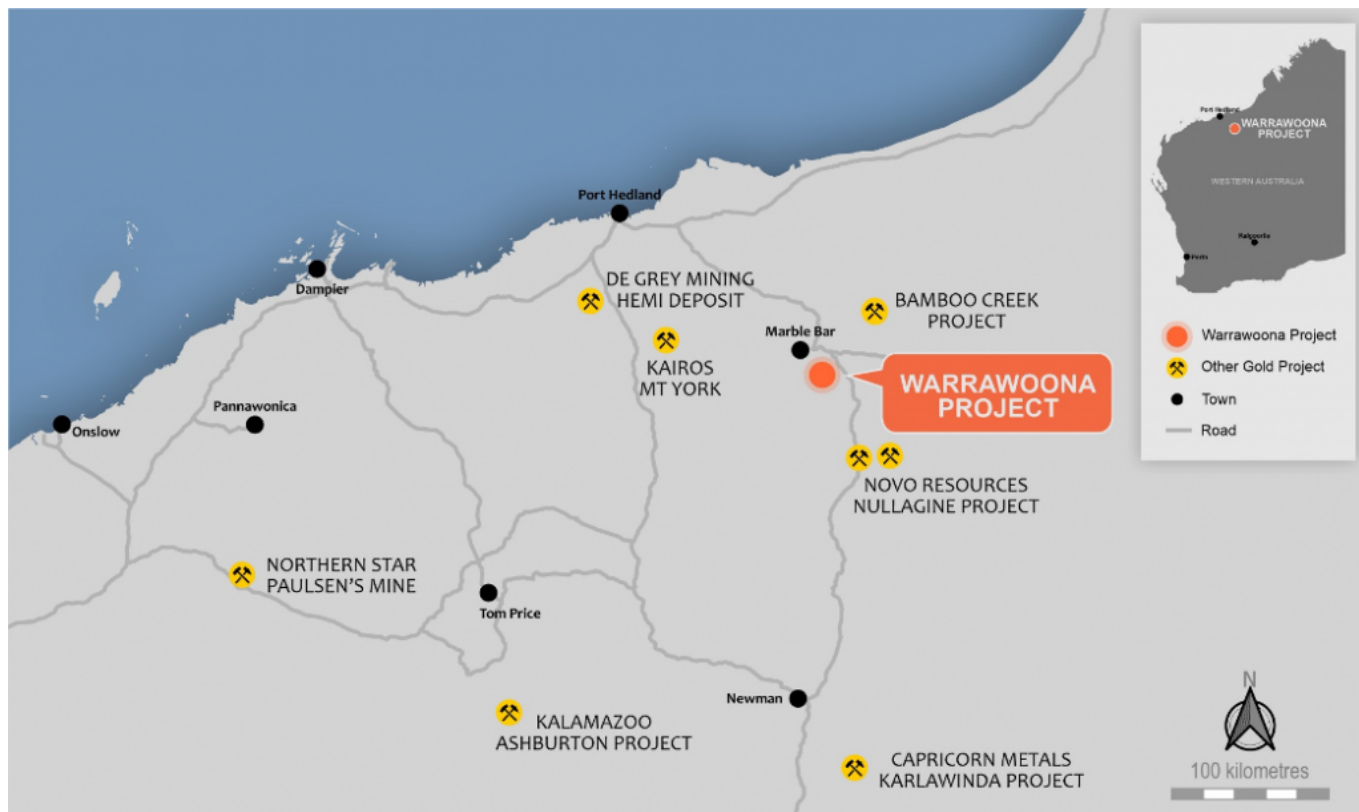 Port Hedland
Dampier
DE GREY MINING
HEMI DEPOSIT
BAMBOO CREEK
PROJECT
Marble Bar
KAIROS
MT YORK
WARRAWOONA
PROJECT
Pannawonica
Onslow
NOVO RESOURCES
NULLAGINE PROJECT
NORTHERN STAR
PAULSEN'S MINE
Tom Price
Newman
KALAMAZOO
ASHBURTON PROJECT
CAPRICORN METALS
KARLAWINDA PROJECT
Port Hedland
WARRAWOONA
PROJECT
WESTERN AUSTRALIA
Kalgoorlie
Perth
Warrawoona Project
Other Gold Project
Town
Road
N
100 kilometres